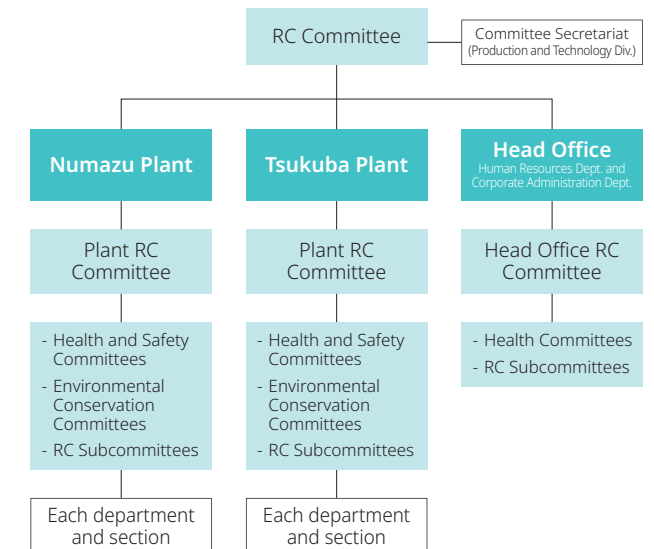 RC Committee
Committee Secretariat
(Production and Technology Div.)
Numazu Plant
Tsukuba Plant
Head Office
Human Resources Dept. and
Corporate Administration Dept.
Plant RC
Committee
Plant RC
Committee
Head Office RC
Committee
- Health and Safety
Committees
- Environmental
Conservation
Committees
- RC Subcommittees
- Health and Safety
Committees
- Environmental
Conservation
Committees
- RC Subcommittees
- Health Committees
- RC Subcommittees
Each department
and section
Each department
and section